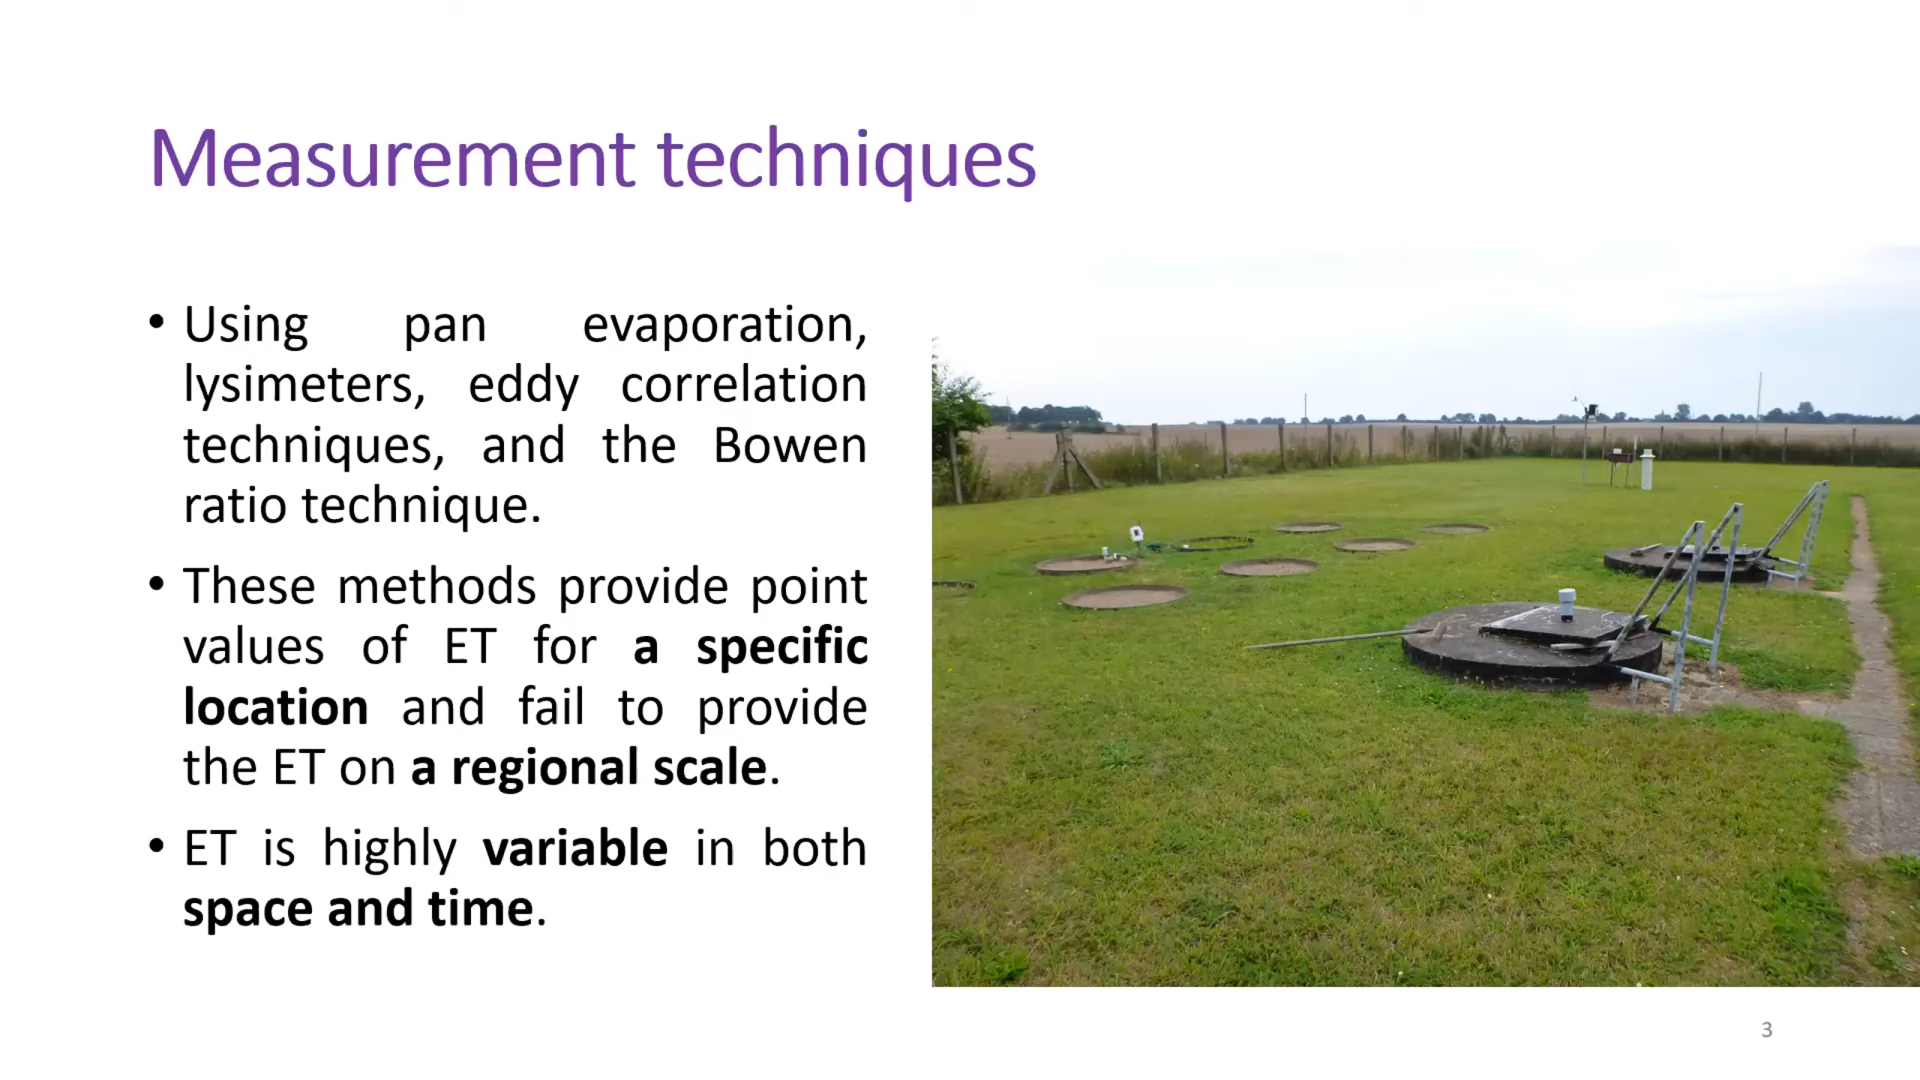 Measurement techniques
• Using pan evaporation,
lysimeters, eddy correlation
techniques, and the Bowen
ratio technique.
• These methods provide point
values of ET for a specific
location and fail to provide
the ET on a regional scale.
• ET is highly variable in both
space and time.
3